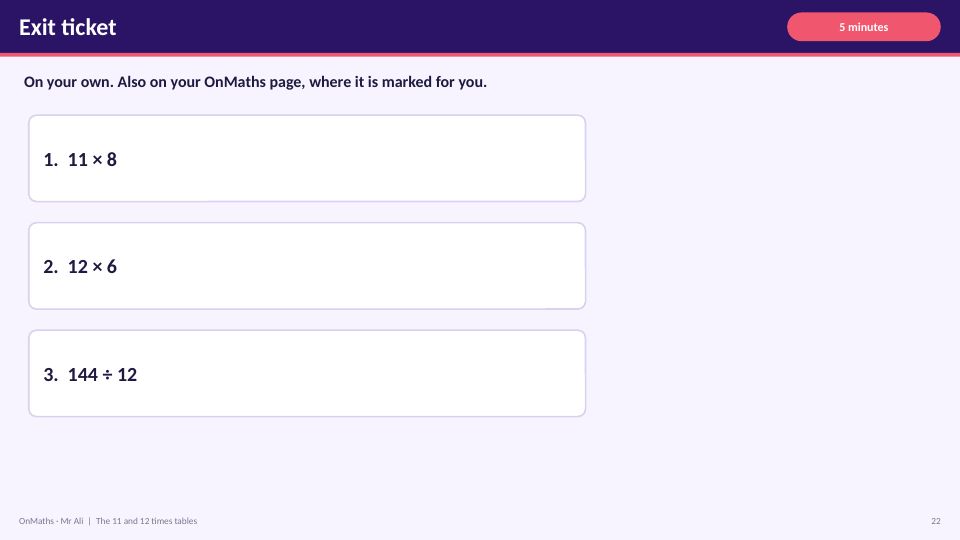 Exit ticket
5 minutes
On your own. Also on your OnMaths page, where it is marked for you.
1. 11 × 8
2. 12 × 6
3. 144 ÷ 12
OnMaths · Mr Ali | The 11 and 12 times tables
22